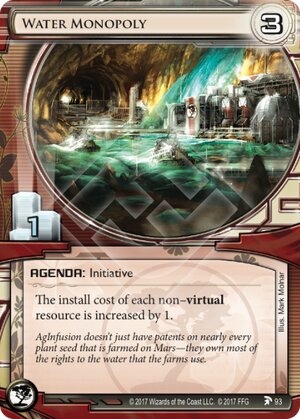 Water Monopoly
3
1
AGENDA: Initiative
The install cost of each non–virtual
resource is increased by 1.
AgInfusion doesn't just have patents on nearly every
plant seed that is farmed on Mars—they own most
of the rights to the water that the farms use.
Illus. Mark Molnar
© 2017 Wizards of the Coast LLC. © 2017 FFG
93